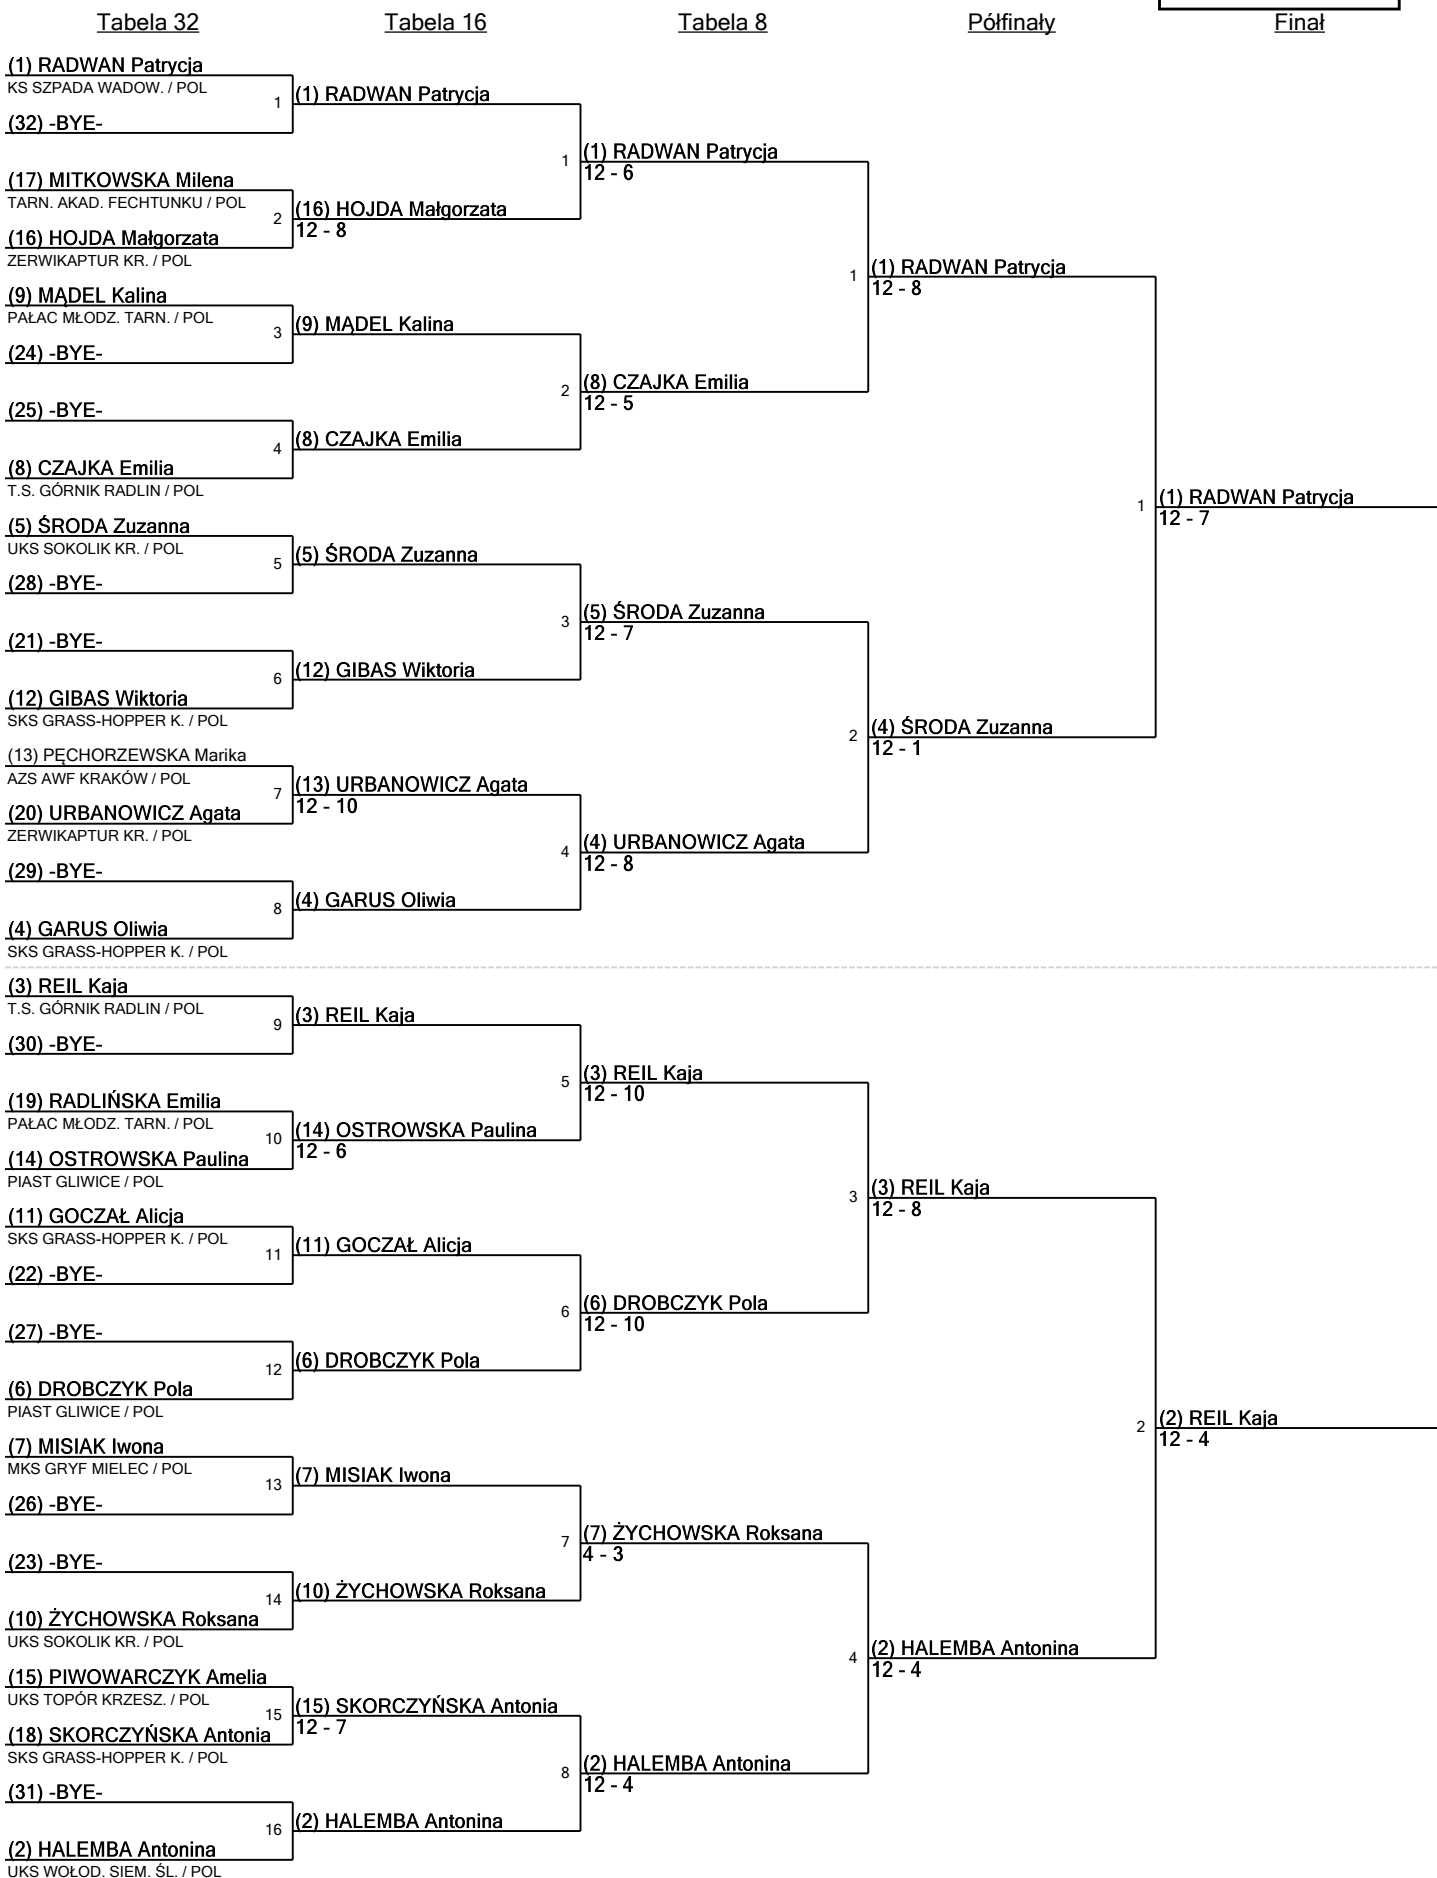 Tabela 32
Tabela 16
Tabela 8
Półfinały
Finał
(1) RADWAN Patrycja
KS SZPADA WADOW. / POL
1
(32) -BYE-
(17) MITKOWSKA Milena
TARN. AKAD. FECHTUNKU / POL
2
(16) HOJDA Małgorzata
ZERWIKAPTUR KR. / POL
(9) MĄDEL Kalina
PAŁAC MŁODZ. TARN. / POL
3
(24) -BYE-
(25) -BYE-
4
(8) CZAJKA Emilia
T.S. GÓRNIK RADLIN / POL
(5) ŚRODA Zuzanna
UKS SOKOLIK KR. / POL
5
(28) -BYE-
(21) -BYE-
6
(12) GIBAS Wiktoria
SKS GRASS-HOPPER K. / POL
(13) PĘCHORZEWSKA Marika
AZS AWF KRAKÓW / POL
7
(20) URBANOWICZ Agata
ZERWIKAPTUR KR. / POL
(29) -BYE-
8
(4) GARUS Oliwia
SKS GRASS-HOPPER K. / POL
(3) REIL Kaja
T.S. GÓRNIK RADLIN / POL
9
(30) -BYE-
(19) RADLIŃSKA Emilia
PAŁAC MŁODZ. TARN. / POL
10
(14) OSTROWSKA Paulina
PIAST GLIWICE / POL
(11) GOCZAŁ Alicja
SKS GRASS-HOPPER K. / POL
11
(22) -BYE-
(27) -BYE-
12
(6) DROBCZYK Pola
PIAST GLIWICE / POL
(7) MISIAK Iwona
MKS GRYF MIELEC / POL
13
(26) -BYE-
(23) -BYE-
14
(10) ŻYCHOWSKA Roksana
UKS SOKOLIK KR. / POL
(15) PIWOWARCZYK Amelia
UKS TOPÓR KRZESZ. / POL
15
(18) SKORCZYŃSKA Antonia
SKS GRASS-HOPPER K. / POL
(31) -BYE-
16
(2) HALEMBA Antonina
UKS WOŁOD. SIEM. ŚL. / POL
(1) RADWAN Patrycja
1
(16) HOJDA Małgorzata
12 - 8
(9) MĄDEL Kalina
2
(8) CZAJKA Emilia
(5) ŚRODA Zuzanna
3
(12) GIBAS Wiktoria
(13) URBANOWICZ Agata
12 - 10
4
(4) GARUS Oliwia
(3) REIL Kaja
5
(14) OSTROWSKA Paulina
12 - 6
(11) GOCZAŁ Alicja
6
(6) DROBCZYK Pola
(7) MISIAK Iwona
7
(10) ŻYCHOWSKA Roksana
(15) SKORCZYŃSKA Antonia
12 - 7
8
(2) HALEMBA Antonina
(1) RADWAN Patrycja
12 - 6
1
(8) CZAJKA Emilia
12 - 5
(5) ŚRODA Zuzanna
12 - 7
2
(4) URBANOWICZ Agata
12 - 8
(3) REIL Kaja
12 - 10
3
(6) DROBCZYK Pola
12 - 10
(7) ŻYCHOWSKA Roksana
4 - 3
4
(2) HALEMBA Antonina
12 - 4
(1) RADWAN Patrycja
12 - 8
1
(4) ŚRODA Zuzanna
12 - 1
(3) REIL Kaja
12 - 8
2
(2) HALEMBA Antonina
12 - 4
(1) RADWAN Patrycja
12 - 7
(2) REIL Kaja
12 - 4